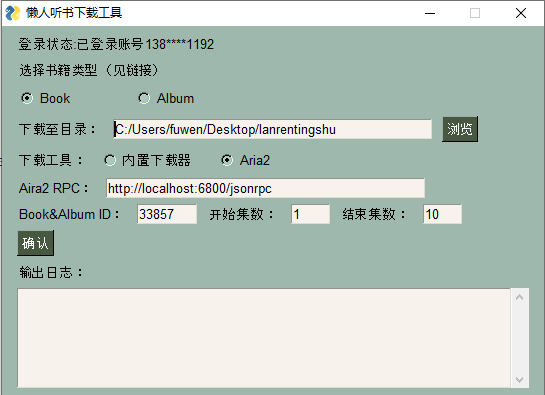 懒人听书下载工具
登录状态:已登录账号138****1192
选择书籍类型（见链接）
Book Album
下载至目录： C:/Users/fuwen/Desktop/lanrentingshu 浏览
下载工具： 内置下载器 Aria2
Aira2 RPC： http://localhost:6800/jsonrpc
Book&Album ID： 33857 开始集数： 1 结束集数： 10
确认
输出日志：